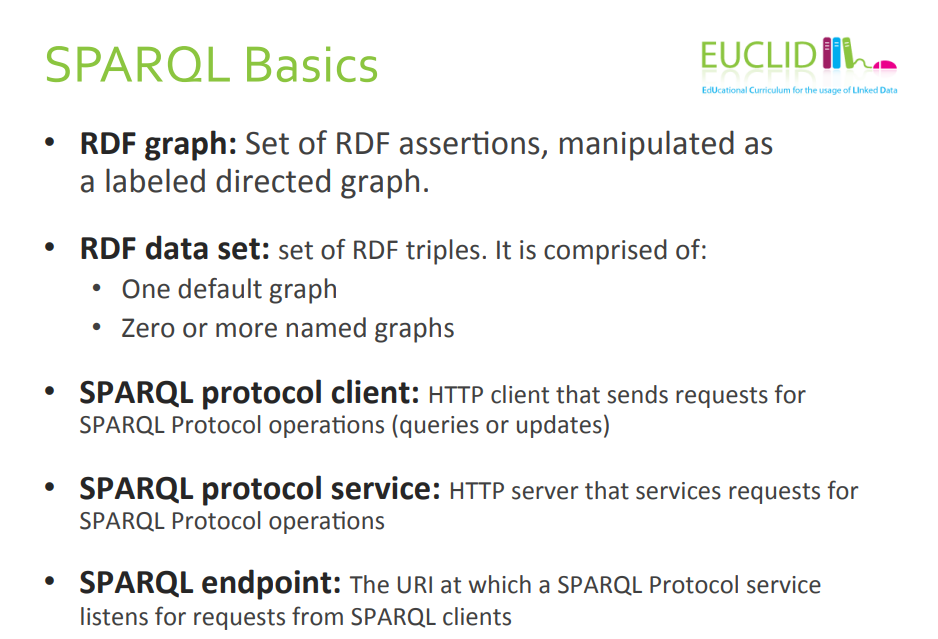 SPARQL Basics
EUCLID
EdUcational Curriculum for the usage of LInked Data
• RDF graph: Set of RDF assertions, manipulated as
a labeled directed graph.
• RDF data set: set of RDF triples. It is comprised of:
• One default graph
• Zero or more named graphs
• SPARQL protocol client: HTTP client that sends requests for
SPARQL Protocol operations (queries or updates)
• SPARQL protocol service: HTTP server that services requests for
SPARQL Protocol operations
• SPARQL endpoint: The URI at which a SPARQL Protocol service
listens for requests from SPARQL clients